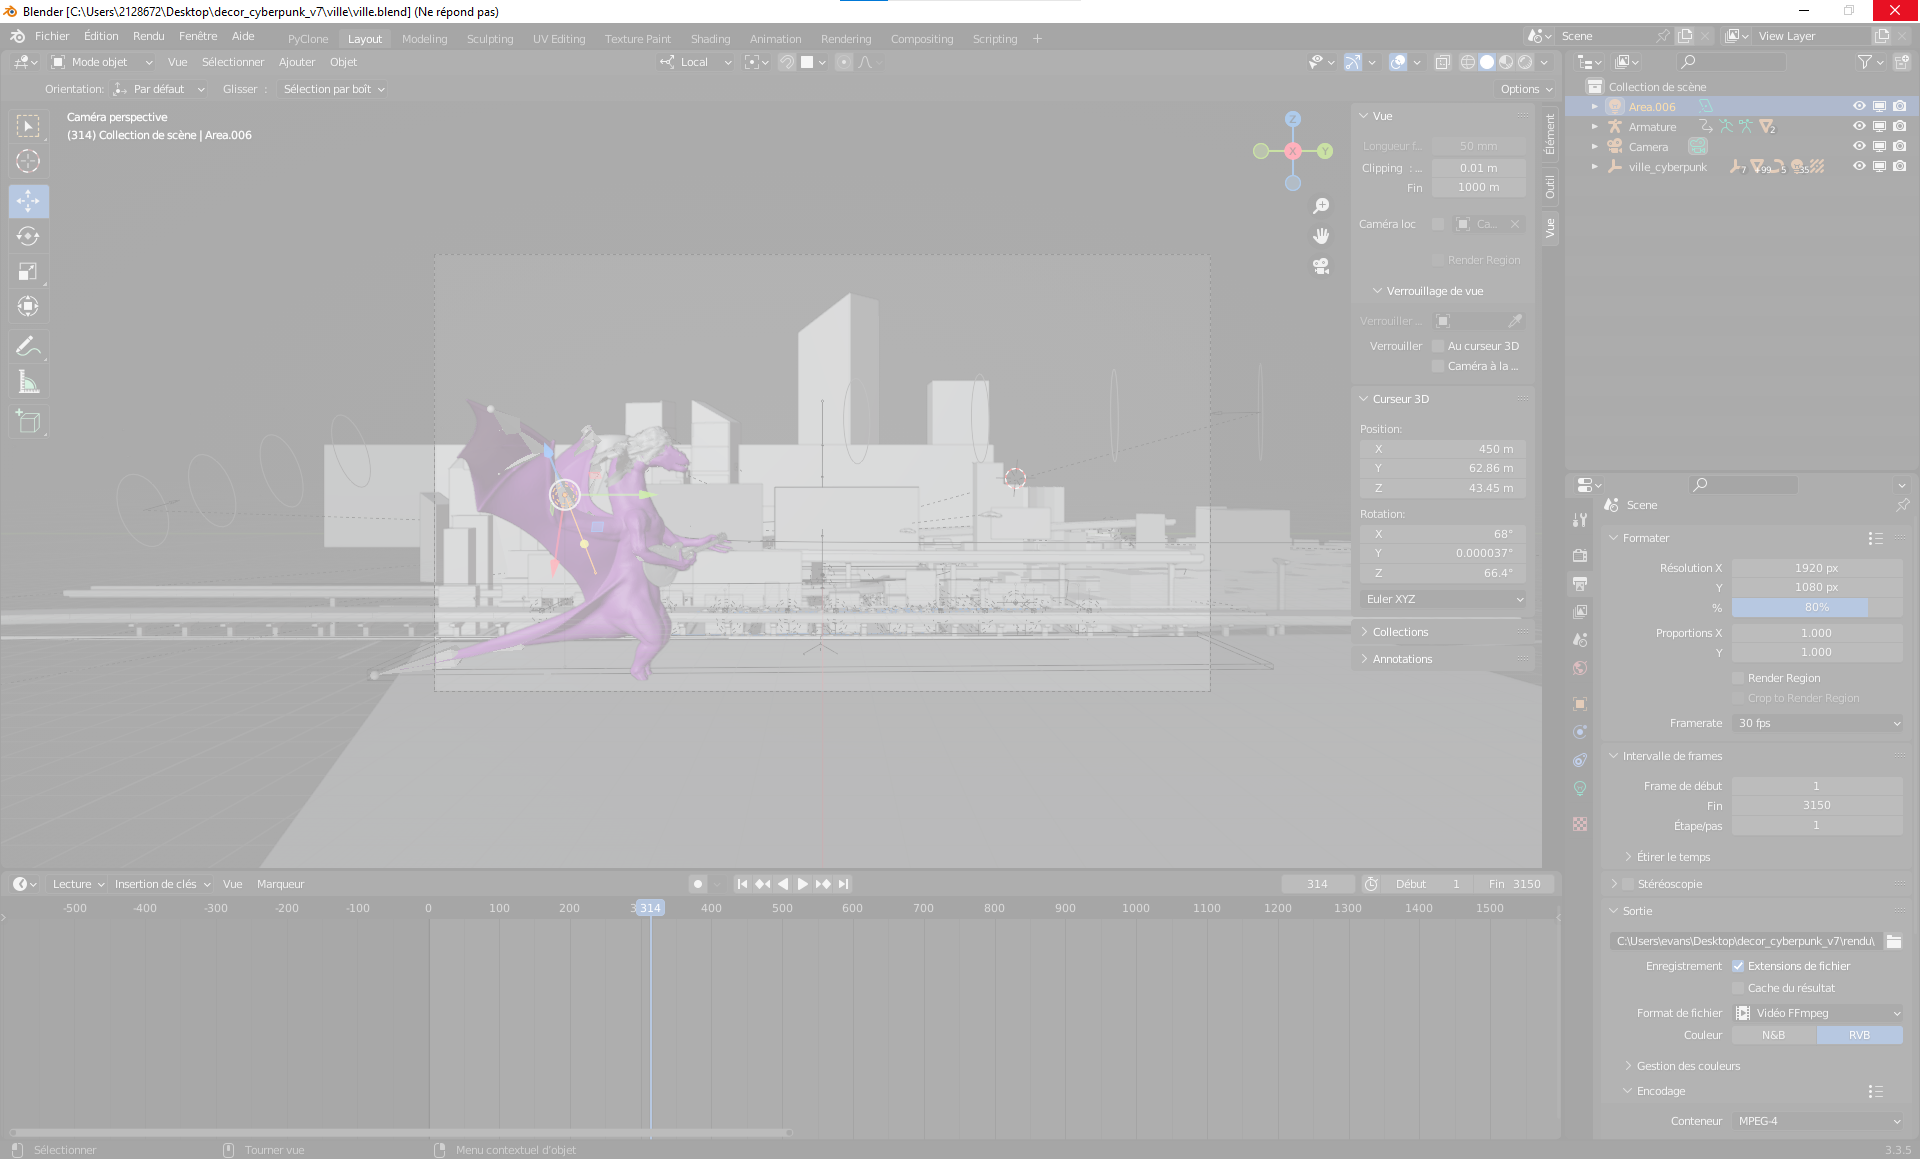 Blender [C:\Users\2128672\Desktop\decor_cyberpunk_v7\ville\ville.blend] (Ne répond pas)
Fichier Édition Rendu Fenêtre Aide PyClone Layout Modeling Sculpting UV Editing Texture Paint Shading Animation Rendering Compositing Scripting + Scene View Layer
Mode objet Vue Sélectionner Ajouter Objet Local
Orientation: Par défaut Glisser : Sélection par boît Options
Caméra perspective
(314) Collection de scène | Area.006
Z
X
Y
Vue
Longueur f... 50 mm
Clipping :... 0.01 m
Fin 1000 m
Caméra loc Ca...
Render Region
Verrouillage de vue
Verrouiller ...
Verrouiller Au curseur 3D
Caméra à la ...
Curseur 3D
Position:
X 450 m
Y 62.86 m
Z 43.45 m
Rotation:
X 68°
Y 0.000037°
Z 66.4°
Euler XYZ
Collections
Annotations
Élément
Outil
Vue
Collection de scène
Area.006
Armature 2
Camera
ville_cyberpunk 7 +99 5 35
Scene
Formater
Résolution X 1920 px
Y 1080 px
% 80%
Proportions X 1.000
Y 1.000
Render Region
Crop to Render Region
Framerate 30 fps
Intervalle de frames
Frame de début 1
Fin 3150
Étape/pas 1
Étirer le temps
Stéréoscopie
Sortie
C:\Users\evans\Desktop\decor_cyberpunk_v7\rendu\
Enregistrement Extensions de fichier
Cache du résultat
Format de fichier Vidéo FFmpeg
Couleur N&B RVB
Gestion des couleurs
Encodage
Conteneur MPEG-4
Lecture Insertion de clés Vue Marqueur 314 Début 1 Fin 3150
-500 -400 -300 -200 -100 0 100 200 314 400 500 600 700 800 900 1000 1100 1200 1300 1400 1500
Sélectionner Tourner vue Menu contextuel d'objet 3.3.5